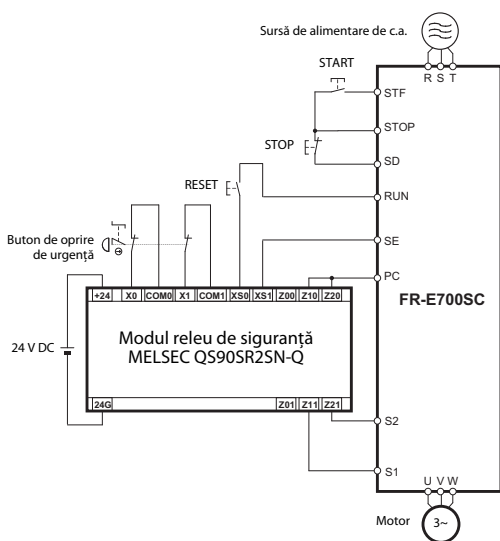 Sursă de alimentare de c.a.
R S T
START
STF
STOP
STOP
SD
RESET
RUN
Buton de oprire
de urgență
SE
PC
FR-E700SC
+24 X0 COM0 X1 COM1 XS0 XS1 Z00 Z10 Z20
24 V DC
Modul releu de siguranță
MELSEC QS90SR2SN-Q
24G Z01 Z11 Z21
S2
S1
U V W
Motor
3~